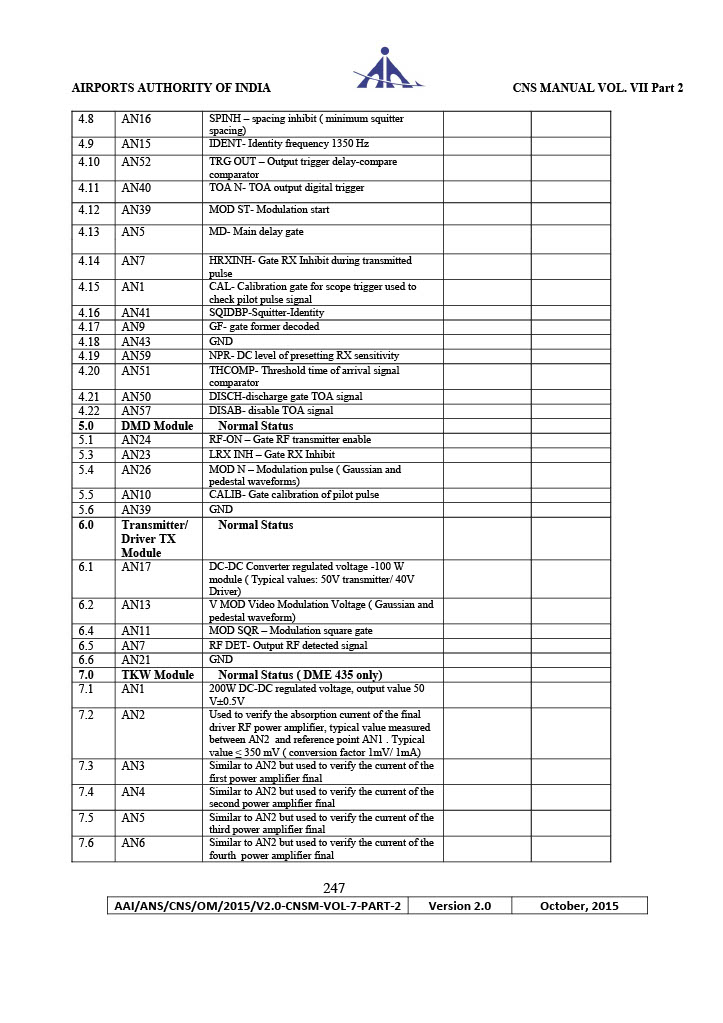 AIRPORTS AUTHORITY OF INDIA CNS MANUAL VOL. VII Part 2
4.8 AN16 SPINH – spacing inhibit ( minimum squitter
spacing)
4.9 AN15 IDENT- Identity frequency 1350 Hz
4.10 AN52 TRG OUT – Output trigger delay-compare
comparator
4.11 AN40 TOA N- TOA output digital trigger
4.12 AN39 MOD ST- Modulation start
4.13 AN5 MD- Main delay gate
4.14 AN7 HRXINH- Gate RX Inhibit during transmitted
pulse
4.15 AN1 CAL- Calibration gate for scope trigger used to
check pilot pulse signal
4.16 AN41 SQIDBP-Squitter-Identity
4.17 AN9 GF- gate former decoded
4.18 AN43 GND
4.19 AN59 NPR- DC level of presetting RX sensitivity
4.20 AN51 THCOMP- Threshold time of arrival signal
comparator
4.21 AN50 DISCH-discharge gate TOA signal
4.22 AN57 DISAB- disable TOA signal
5.0 DMD Module Normal Status
5.1 AN24 RF-ON – Gate RF transmitter enable
5.3 AN23 LRX INH – Gate RX Inhibit
5.4 AN26 MOD N – Modulation pulse ( Gaussian and
pedestal waveforms)
5.5 AN10 CALIB- Gate calibration of pilot pulse
5.6 AN39 GND
6.0 Transmitter/ Normal Status
Driver TX
Module
6.1 AN17 DC-DC Converter regulated voltage -100 W
module ( Typical values: 50V transmitter/ 40V
Driver)
6.2 AN13 V MOD Video Modulation Voltage ( Gaussian and
pedestal waveform)
6.4 AN11 MOD SQR – Modulation square gate
6.5 AN7 RF DET- Output RF detected signal
6.6 AN21 GND
7.0 TKW Module Normal Status ( DME 435 only)
7.1 AN1 200W DC-DC regulated voltage, output value 50
V±0.5V
7.2 AN2 Used to verify the absorption current of the final
driver RF power amplifier, typical value measured
between AN2 and reference point AN1 . Typical
value ≤ 350 mV ( conversion factor 1mV/ 1mA)
7.3 AN3 Similar to AN2 but used to verify the current of the
first power amplifier final
7.4 AN4 Similar to AN2 but used to verify the current of the
second power amplifier final
7.5 AN5 Similar to AN2 but used to verify the current of the
third power amplifier final
7.6 AN6 Similar to AN2 but used to verify the current of the
fourth power amplifier final
247
AAI/ANS/CNS/OM/2015/V2.0-CNSM-VOL-7-PART-2 Version 2.0 October, 2015